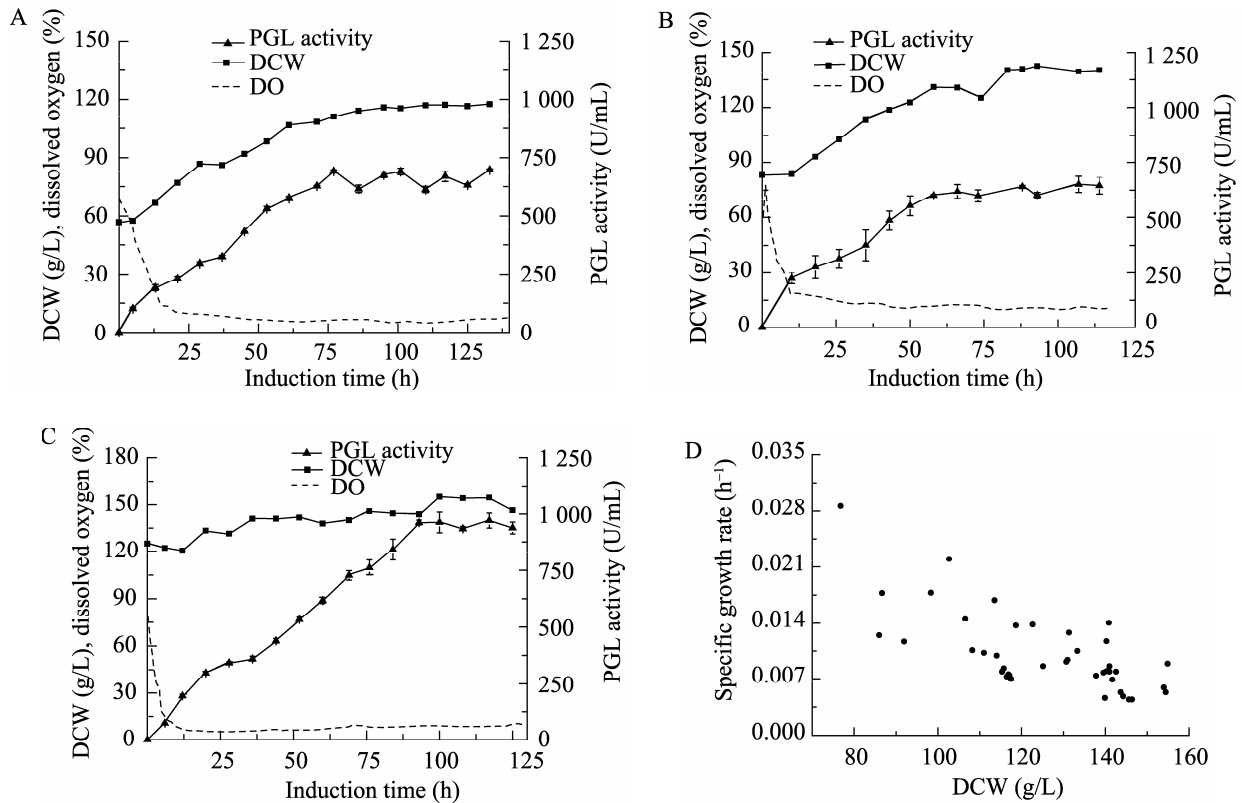 A
DCW (g/L), dissolved oxygen (%)
150
120
90
60
30
0
PGL activity
DCW
DO
1 250
1 000
750
500
250
0
PGL activity (U/mL)
25 50 75 100 125
Induction time (h)
B
DCW (g/L), dissolved oxygen (%)
150
120
90
60
30
0
PGL activity
DCW
DO
1 250
1 000
750
500
250
0
PGL activity (U/mL)
25 50 75 100 125
Induction time (h)
C
DCW (g/L), dissolved oxygen (%)
180
150
120
90
60
30
0
PGL activity
DCW
DO
1 250
1 000
750
500
250
0
PGL activity (U/mL)
25 50 75 100 125
Induction time (h)
D
Specific growth rate (h⁻¹)
0.035
0.028
0.021
0.014
0.007
0.000
80 100 120 140 160
DCW (g/L)